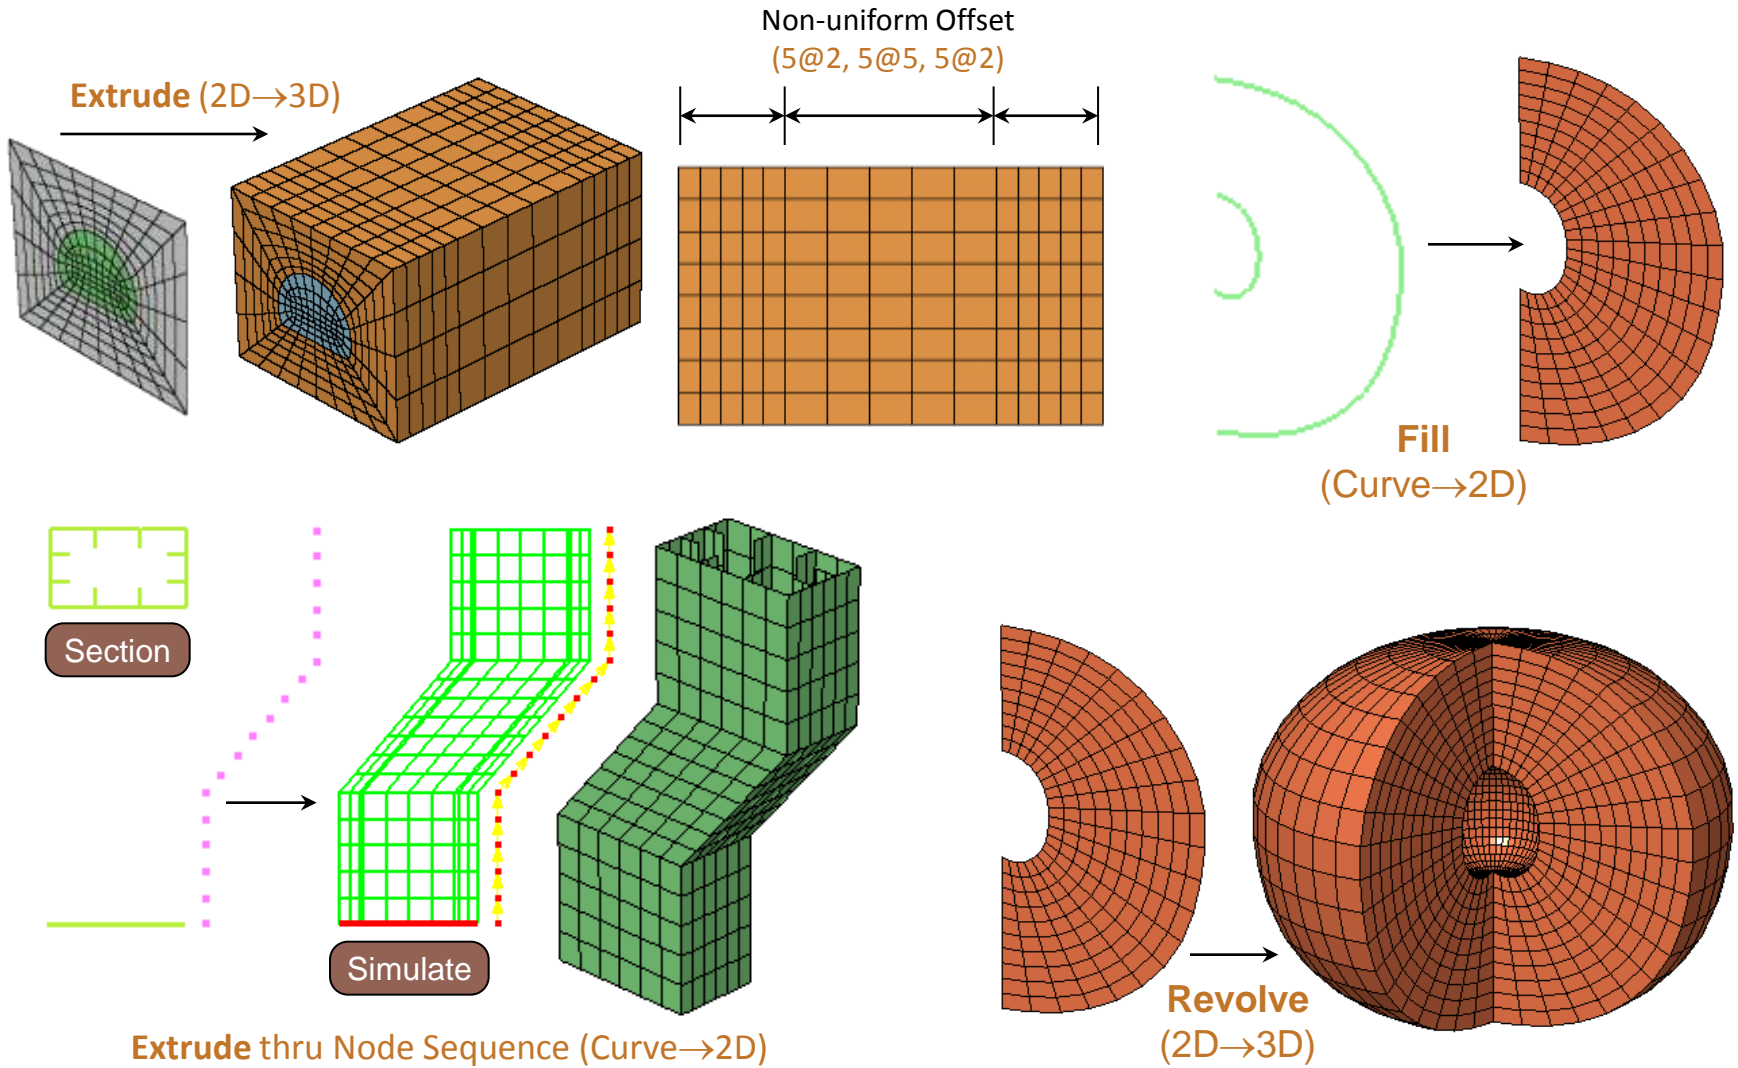 Non-uniform Offset
(5@2, 5@5, 5@2)
Extrude (2D→3D)
Fill
(Curve→2D)
Section
Simulate
Extrude thru Node Sequence (Curve→2D)
Revolve
(2D→3D)